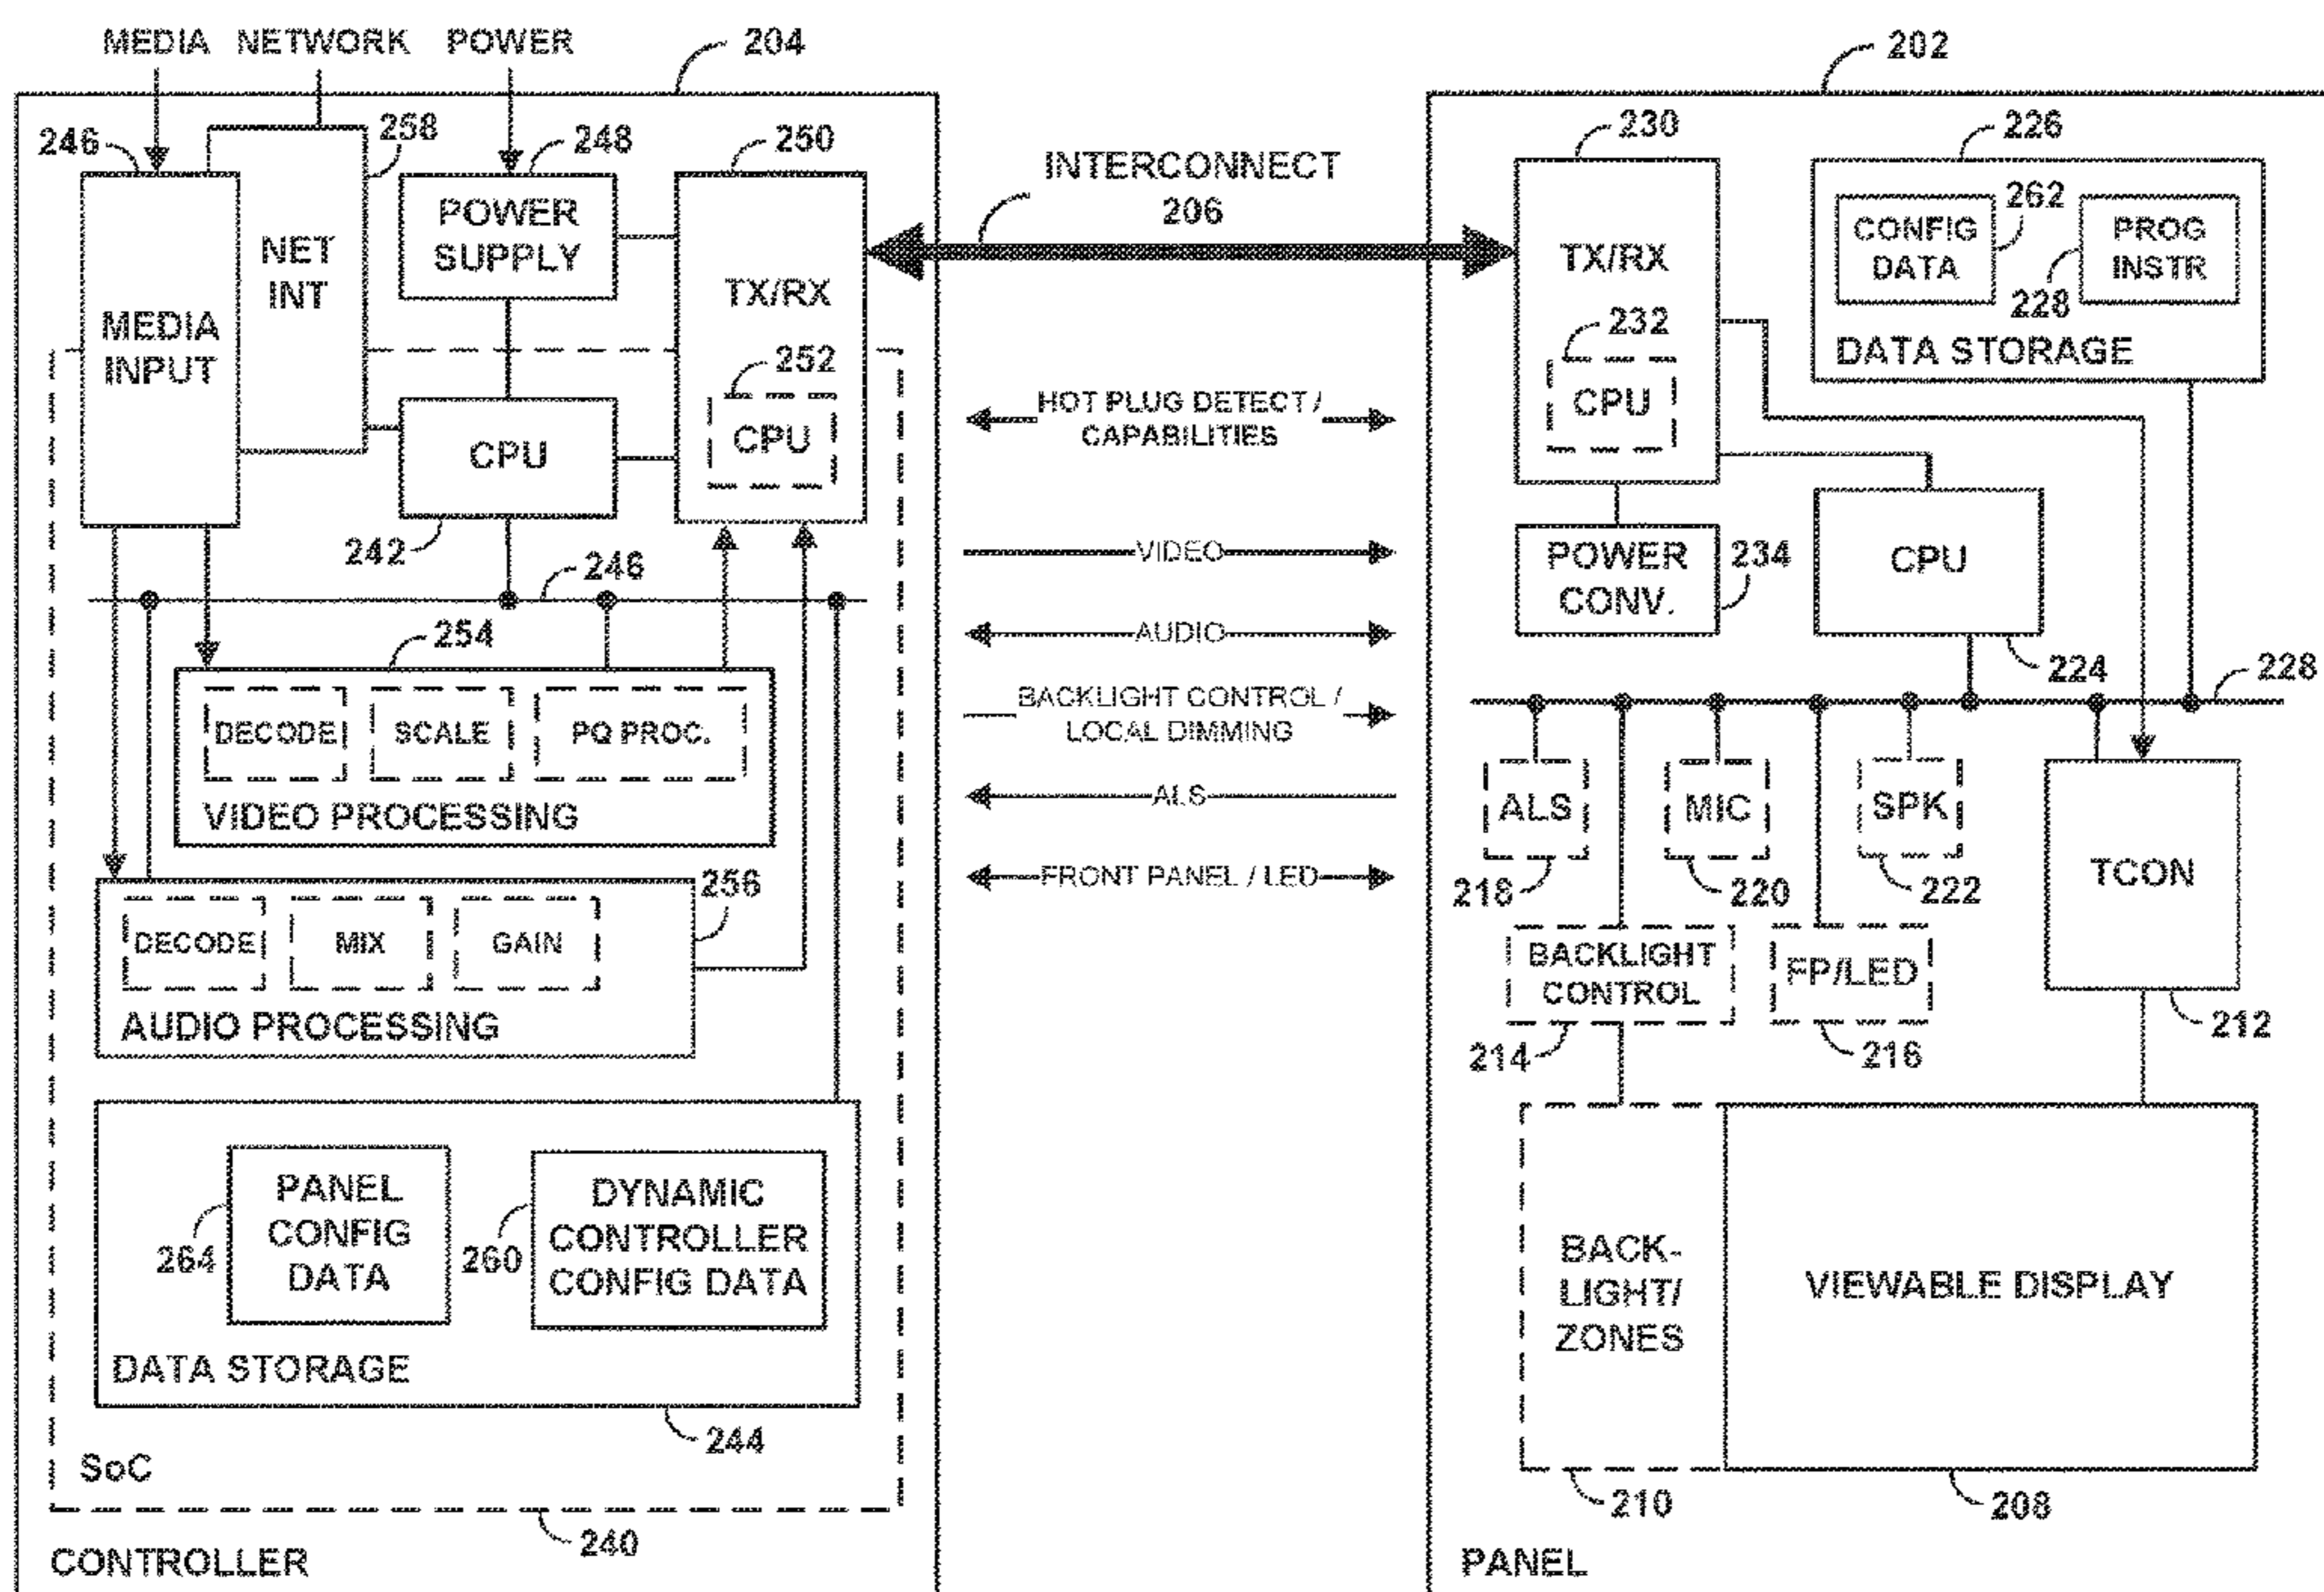 MEDIA NETWORK POWER
204
246
258
248
250
POWER
SUPPLY
NET
INT
TX/RX
MEDIA
INPUT
252
CPU
CPU
242
246
254
DECODE SCALE PQ PROC.
VIDEO PROCESSING
256
DECODE MIX GAIN
AUDIO PROCESSING
PANEL
CONFIG
DATA
264
DYNAMIC
CONTROLLER
CONFIG DATA
260
DATA STORAGE
244
SoC
240
CONTROLLER
INTERCONNECT
206
HOT PLUG DETECT /
CAPABILITIES
VIDEO
AUDIO
BACKLIGHT CONTROL /
LOCAL DIMMING
ALS
FRONT PANEL / LED
202
230
226
TX/RX
232
CPU
CONFIG
DATA
262
PROG
INSTR
228
DATA STORAGE
POWER
CONV.
234
CPU
224
228
ALS
MIC
SPK
218
220
222
TCON
212
BACKLIGHT
CONTROL
214
FP/LED
216
BACK-
LIGHT/
ZONES
VIEWABLE DISPLAY
210
208
PANEL